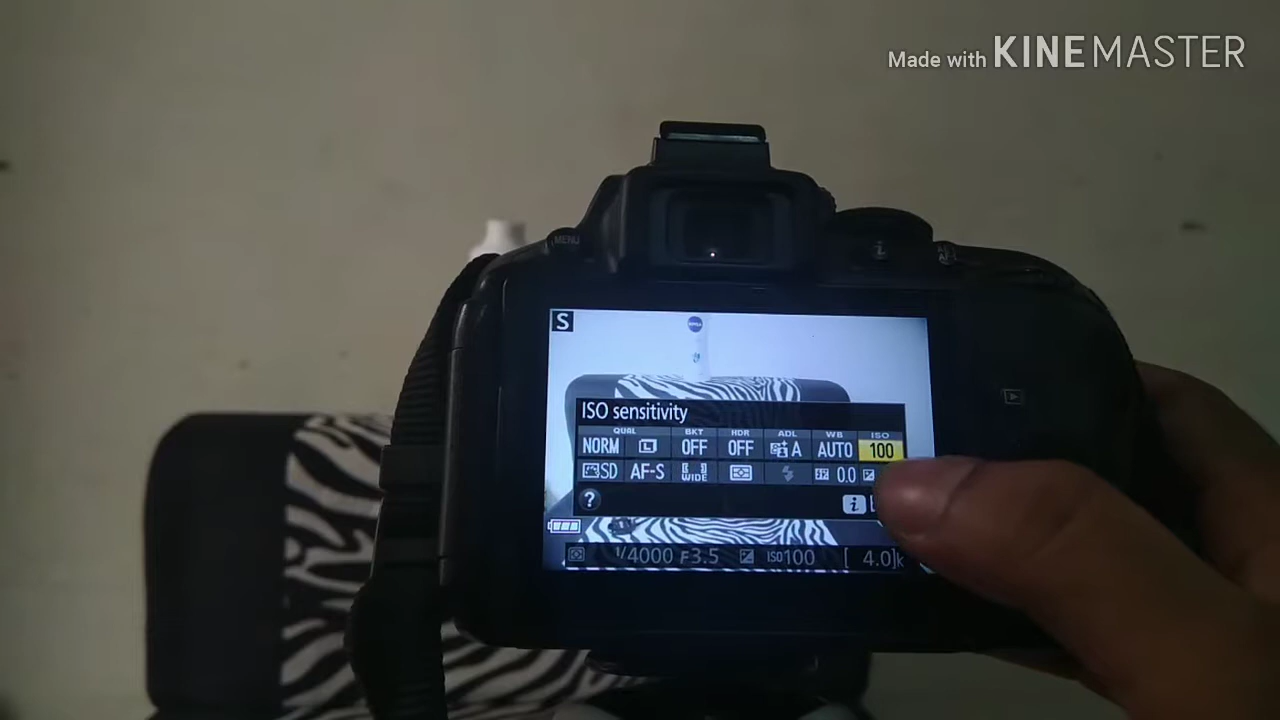 Made with KINEMASTER
MENU
i
S
ISO sensitivity
QUAL BKT HDR ADL WB ISO
NORM L OFF OFF A AUTO 100
SD AF-S WIDE 0.0
? i
1/4000 F3.5 ISO100 [ 4.0]k